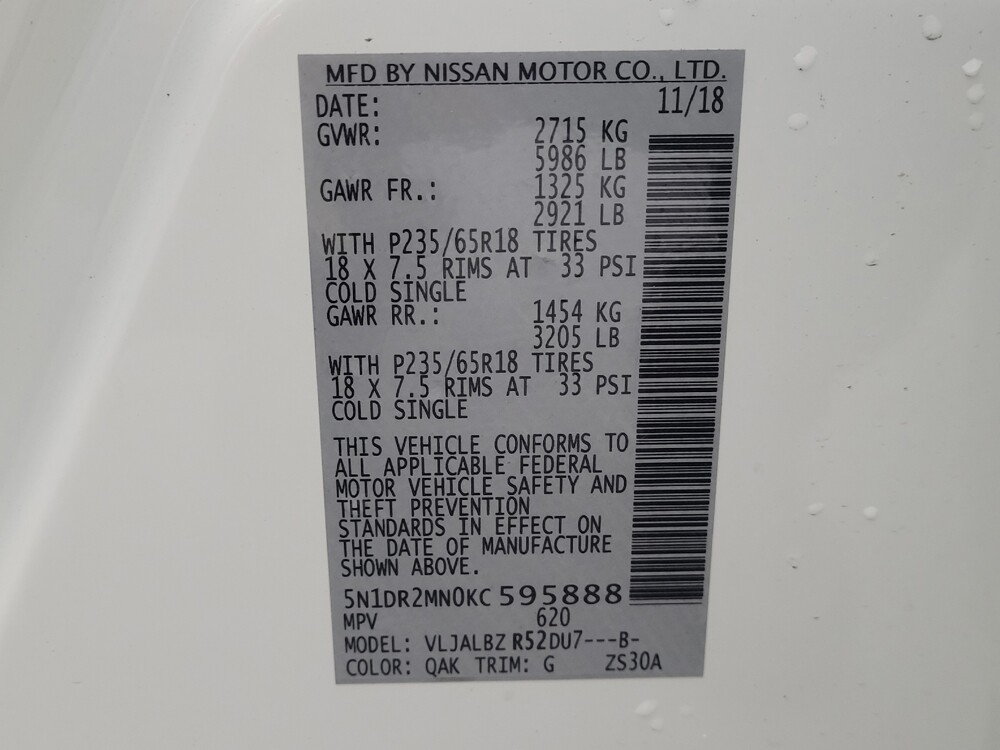 MFD BY NISSAN MOTOR CO., LTD.
DATE: 11/18
GVWR: 2715 KG
5986 LB
GAWR FR.: 1325 KG
2921 LB
WITH P235/65R18 TIRES
18 X 7.5 RIMS AT 33 PSI
COLD SINGLE
GAWR RR.: 1454 KG
3205 LB
WITH P235/65R18 TIRES
18 X 7.5 RIMS AT 33 PSI
COLD SINGLE
THIS VEHICLE CONFORMS TO
ALL APPLICABLE FEDERAL
MOTOR VEHICLE SAFETY AND
THEFT PREVENTION
STANDARDS IN EFFECT ON
THE DATE OF MANUFACTURE
SHOWN ABOVE.
5N1DR2MN0KC 595888
MPV 620
MODEL: VLJALBZ R52DU7---B-
COLOR: QAK TRIM: G ZS30A